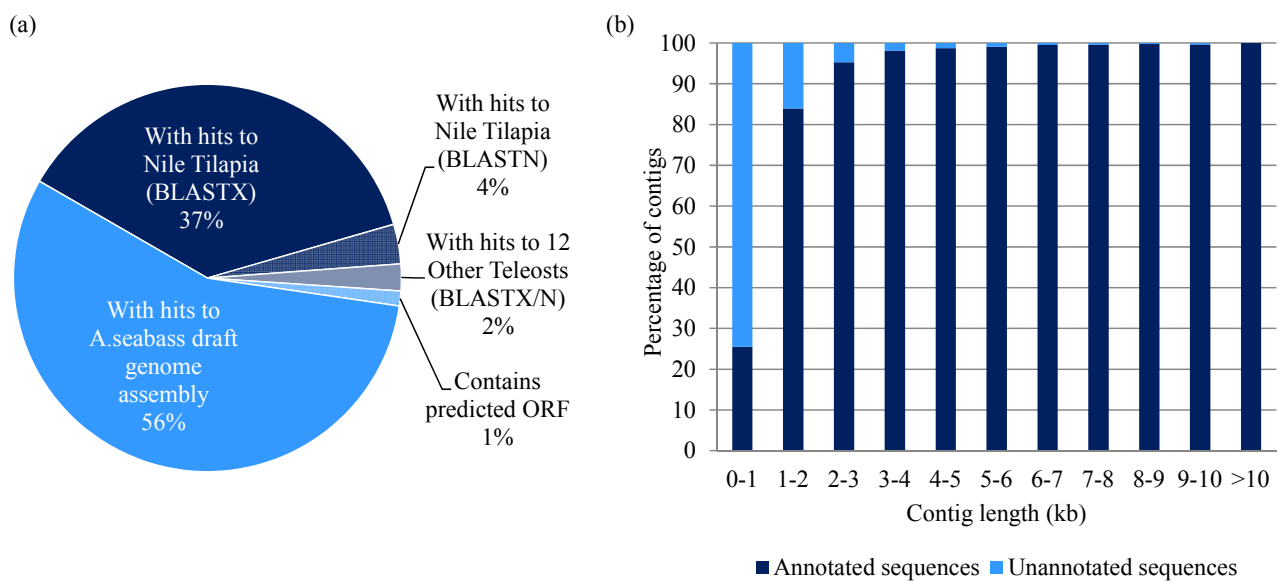 (a)
With hits to
Nile Tilapia
(BLASTX)
37%
With hits to
Nile Tilapia
(BLASTN)
4%
With hits to 12
Other Teleosts
(BLASTX/N)
2%
Contains
predicted ORF
1%
With hits to
A.seabass draft
genome
assembly
56%
(b)
Percentage of contigs
100
90
80
70
60
50
40
30
20
10
0
0-1 1-2 2-3 3-4 4-5 5-6 6-7 7-8 8-9 9-10 >10
Contig length (kb)
Annotated sequences Unannotated sequences